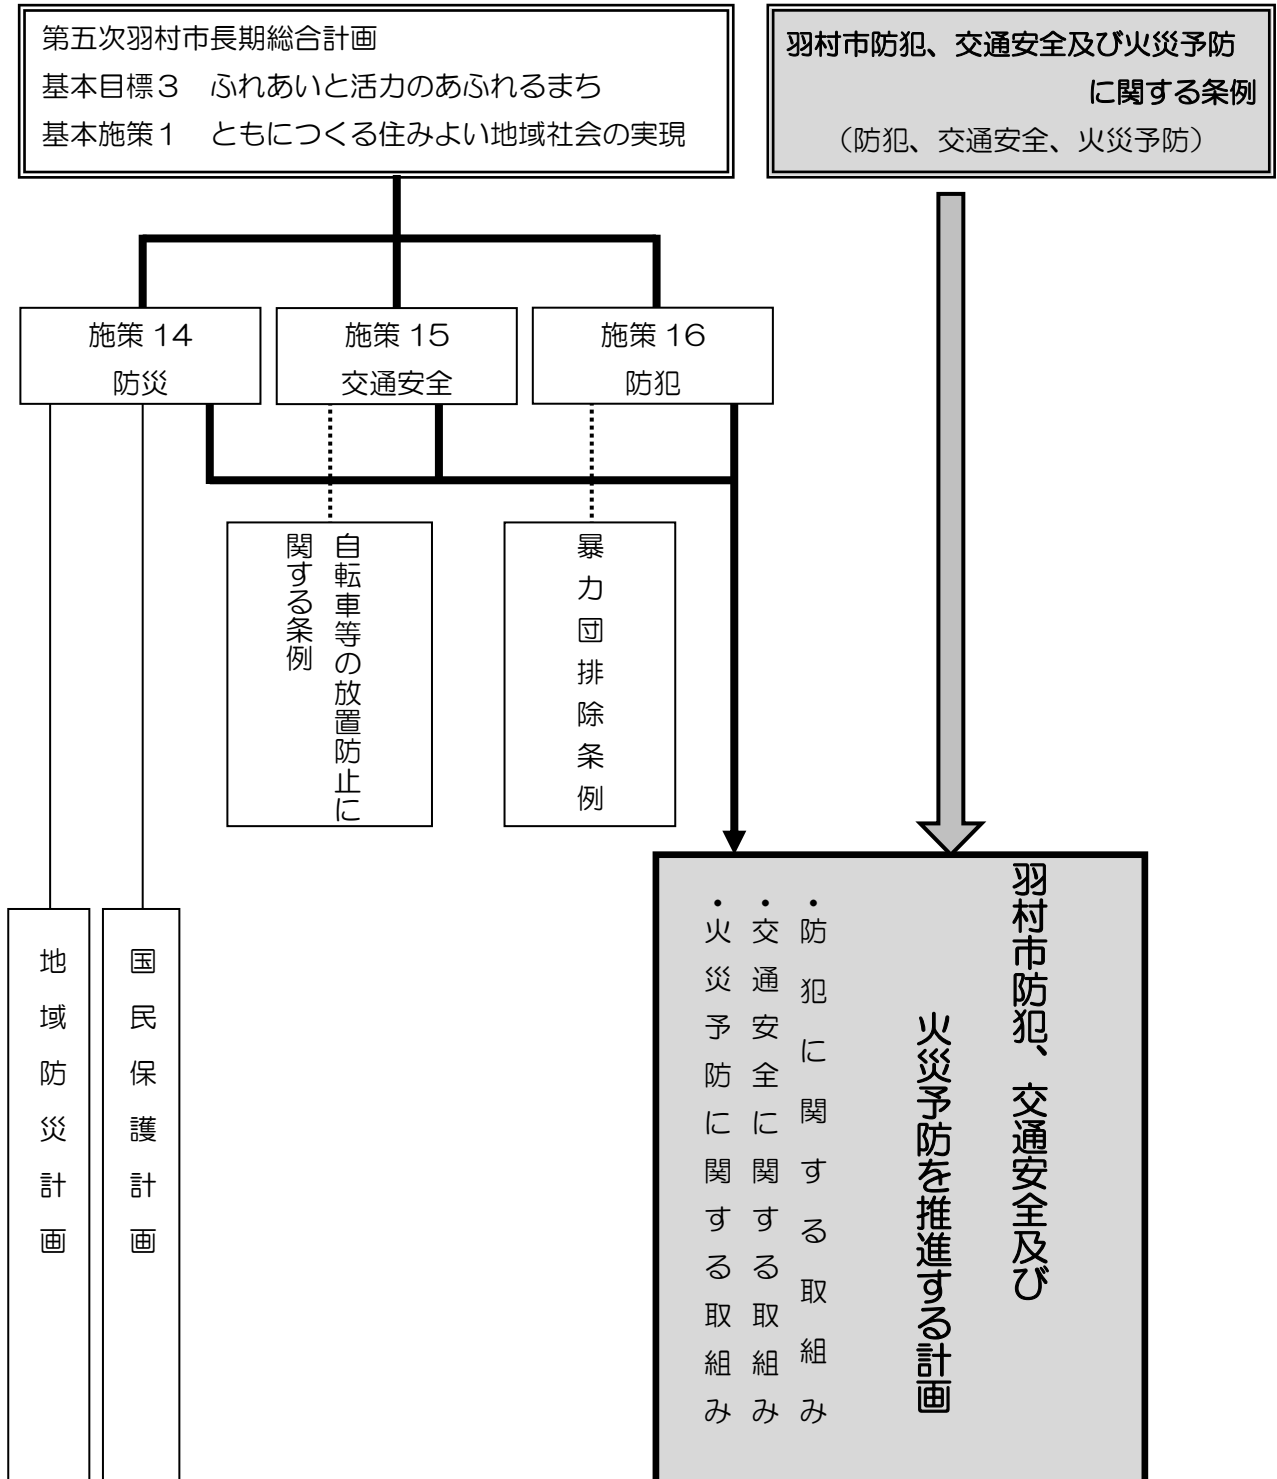 第五次羽村市長期総合計画
基本目標3 ふれあいと活力のあふれるまち
基本施策1 ともにつくる住みよい地域社会の実現
羽村市防犯、交通安全及び火災予防
に関する条例
（防犯、交通安全、火災予防）
施策 14
防災
施策 15
交通安全
施策 16
防犯
自転車等の放置防止に
関する条例
暴力団排除条例
羽村市防犯、交通安全及び
火災予防を推進する計画
・防犯に関する取組み
・交通安全に関する取組み
・火災予防に関する取組み
国民保護計画
地域防災計画